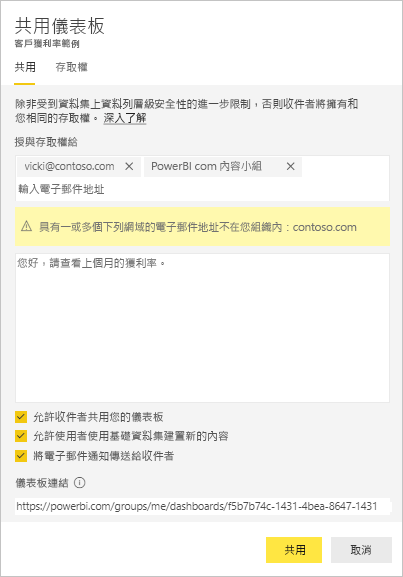 共用儀表板
客戶獲利率範例
共用 存取權
除非受到資料集上資料列層級安全性的進一步限制，否則收件者將擁有和
您相同的存取權。 深入了解
授與存取權給
vicki@contoso.com PowerBI com 內容小組
輸入電子郵件地址
具有一或多個下列網域的電子郵件地址不在您組織內：contoso.com
您好，請查看上個月的獲利率。
允許收件者共用您的儀表板
允許使用者使用基礎資料集建置新的內容
將電子郵件通知傳送給收件者
儀表板連結
https://powerbi.com/groups/me/dashboards/f5b7b74c-1431-4bea-8647-1431
共用 取消